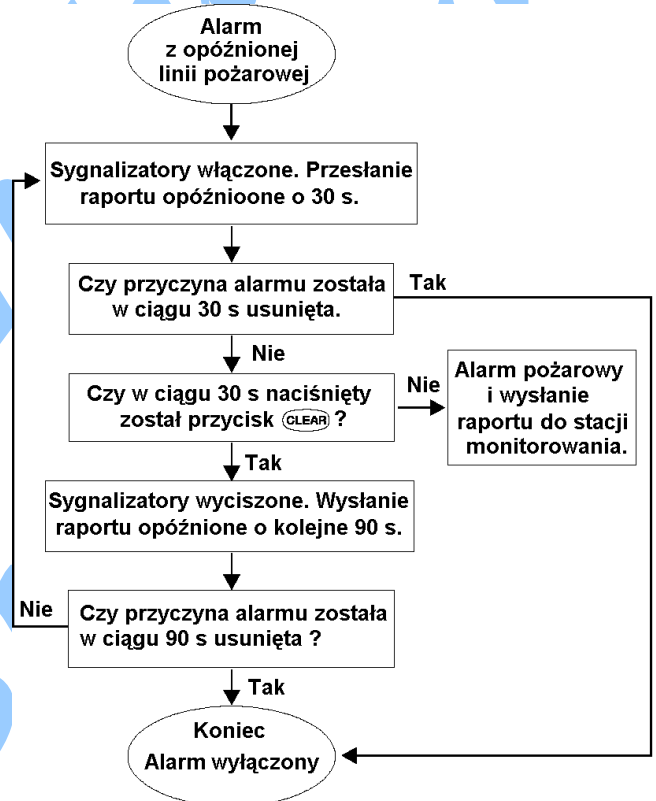 Alarm
z opóźnionej
linii pożarowej
Sygnalizatory włączone. Przesłanie
raportu opóźnioone o 30 s.
Czy przyczyna alarmu została
w ciągu 30 s usunięta.
Tak
Nie
Czy w ciągu 30 s naciśnięty
został przycisk CLEAR ?
Nie
Alarm pożarowy
i wysłanie
raportu do stacji
monitorowania.
Tak
Sygnalizatory wyciszone. Wysłanie
raportu opóźnione o kolejne 90 s.
Nie
Czy przyczyna alarmu została
w ciągu 90 s usunięta ?
Tak
Koniec
Alarm wyłączony